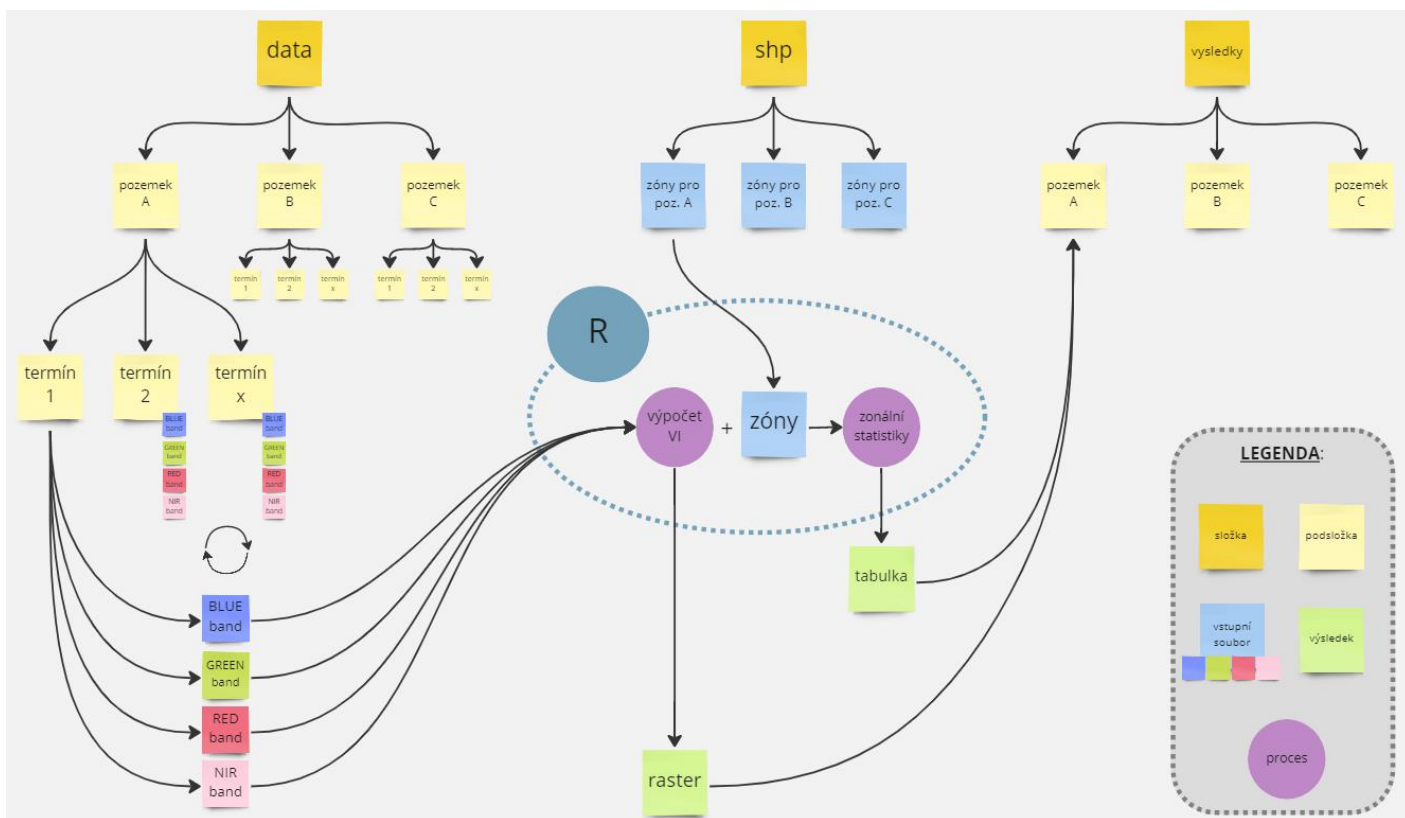 data
shp
vysledky
pozemek
A
pozemek
B
pozemek
C
zóny pro
poz. A
zóny pro
poz. B
zóny pro
poz. C
pozemek
A
pozemek
B
pozemek
C
termín
1
termín
2
termín
x
termín
1
termín
2
termín
x
R
termín
1
termín
2
termín
x
BLUE
band
GREEN
band
RED
band
NIR
band
BLUE
band
GREEN
band
RED
band
NIR
band
výpočet
VI
+
zóny
zonální
statistiky
tabulka
BLUE
band
GREEN
band
RED
band
NIR
band
raster
LEGENDA:
složka
podsložka
vstupní
soubor
výsledek
proces